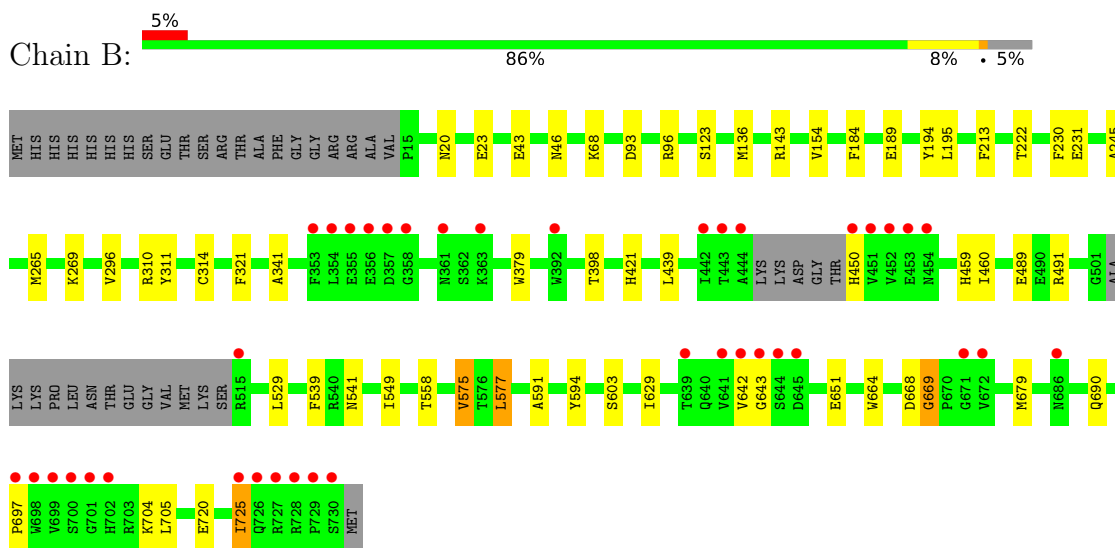 5%
Chain B:
86% 8% • 5%
MET HIS HIS HIS HIS HIS HIS SER GLU THR SER ARG THR ALA PHE GLY GLY ARG ARG ALA VAL P15 N20 E23 E43 N46 K68 D93 R96 S123 M136 R143 V154 F184 E189 Y194 L195 F213 T222 F230 E231 A245
M265 K269 V296 R310 Y311 C314 F321 A341 F353 L354 E355 E356 D357 G358 N361 S362 K363 W379 W392 T398 H421 L439 I442 T443 A444 LYS LYS ASP GLY THR H450 V451 V452 E453 N454 H459 I460 E489 E490 R491 G501 ALA
LYS LYS PRO LEU ASN THR GLU GLY VAL MET LYS SER R515 L529 F539 R540 N541 I549 T558 V575 T576 L577 A591 Y594 S603 I629 T639 Q640 V641 V642 G643 S644 D645 E651 W664 D668 G669 P670 G671 V672 M679 N686 Q690
P697 W698 V699 S700 G701 H702 R703 K704 L705 E720 I725 Q726 R727 R728 P729 S730 MET